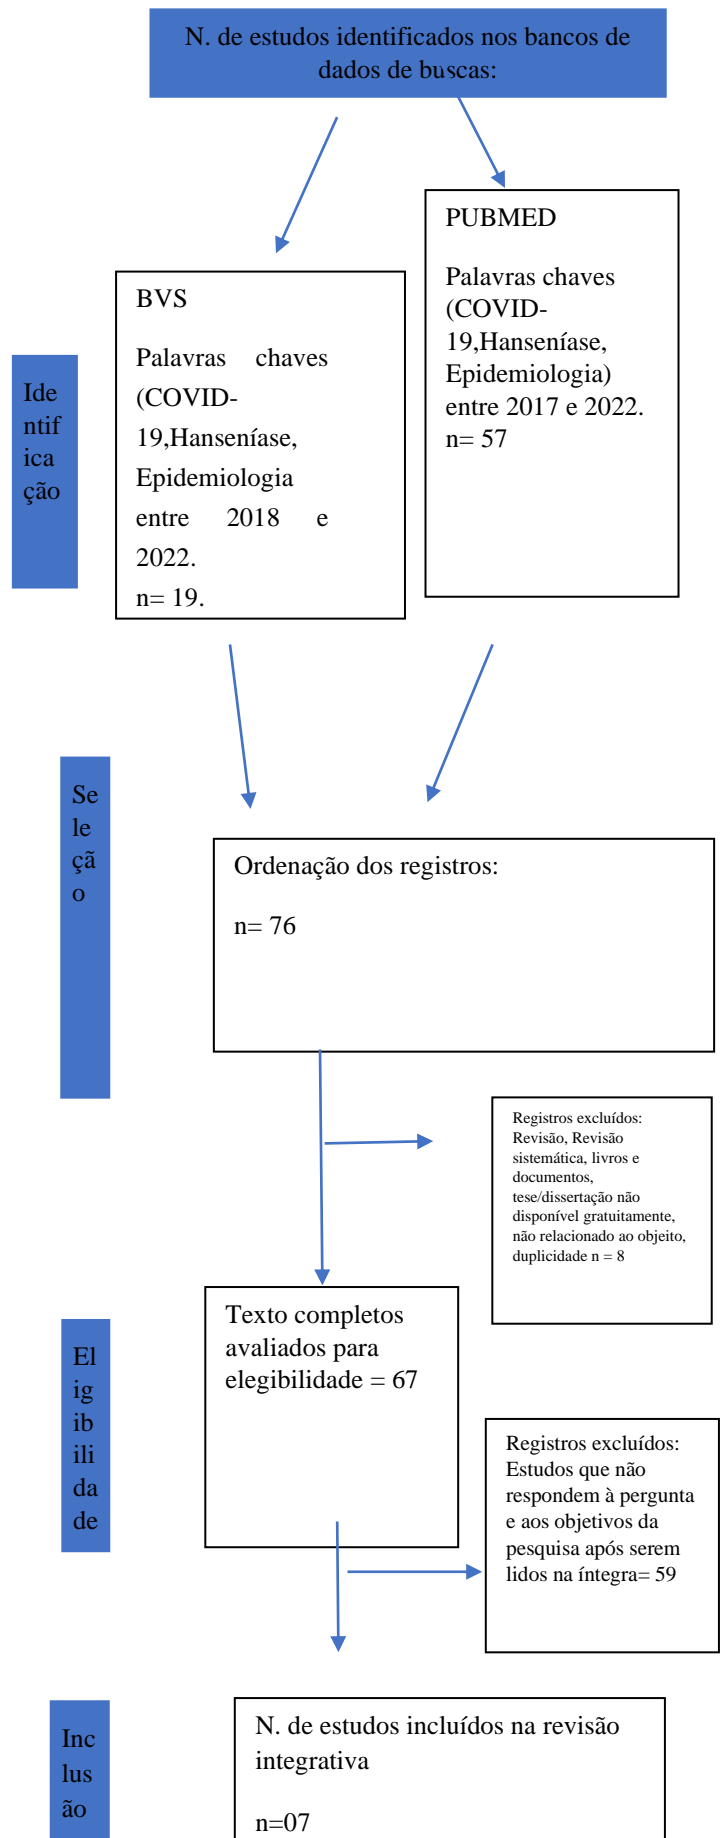 N. de estudos identificados nos bancos de
dados de buscas:
PUBMED
Palavras chaves
(COVID-
19,Hanseníase,
Epidemiologia)
entre 2017 e 2022.
n= 57
BVS
Palavras chaves
(COVID-
19,Hanseníase,
Epidemiologia
entre 2018 e
2022.
n= 19.
Ide
ntif
ica
ção
Se
le
çã
o
Ordenação dos registros:
n= 76
Registros excluídos:
Revisão, Revisão
sistemática, livros e
documentos,
tese/dissertação não
disponível gratuitamente,
não relacionado ao objeito,
duplicidade n = 8
Texto completos
avaliados para
elegibilidade = 67
El
ig
ib
ili
da
de
Registros excluídos:
Estudos que não
respondem à pergunta
e aos objetivos da
pesquisa após serem
lidos na íntegra= 59
Inc
lus
ão
N. de estudos incluídos na revisão
integrativa
n=07